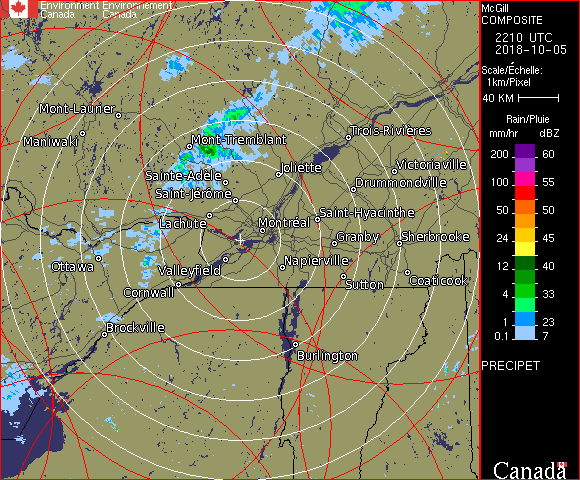 Environment Environnement
Canada Canada
McGill
COMPOSITE
2210 UTC
2018-10-05
Scale/Échelle:
1km/Pixel
40 KM
Rain/Pluie
mm/hr dBZ
200 60
100 55
50 50
24 45
12 40
4 33
1 23
0.1 7
PRECIPET
Canada
Mont-Laurier
Maniwaki
Mont-Tremblant
Trois-Rivières
Sainte-Adèle
Joliette
Victoriaville
Saint-Jérôme
Drummondville
Lachute
Montréal
Saint-Hyacinthe
Granby
Sherbrooke
Ottawa
Valleyfield
Napierville
Cornwall
Sutton
Coaticook
Brockville
Burlington